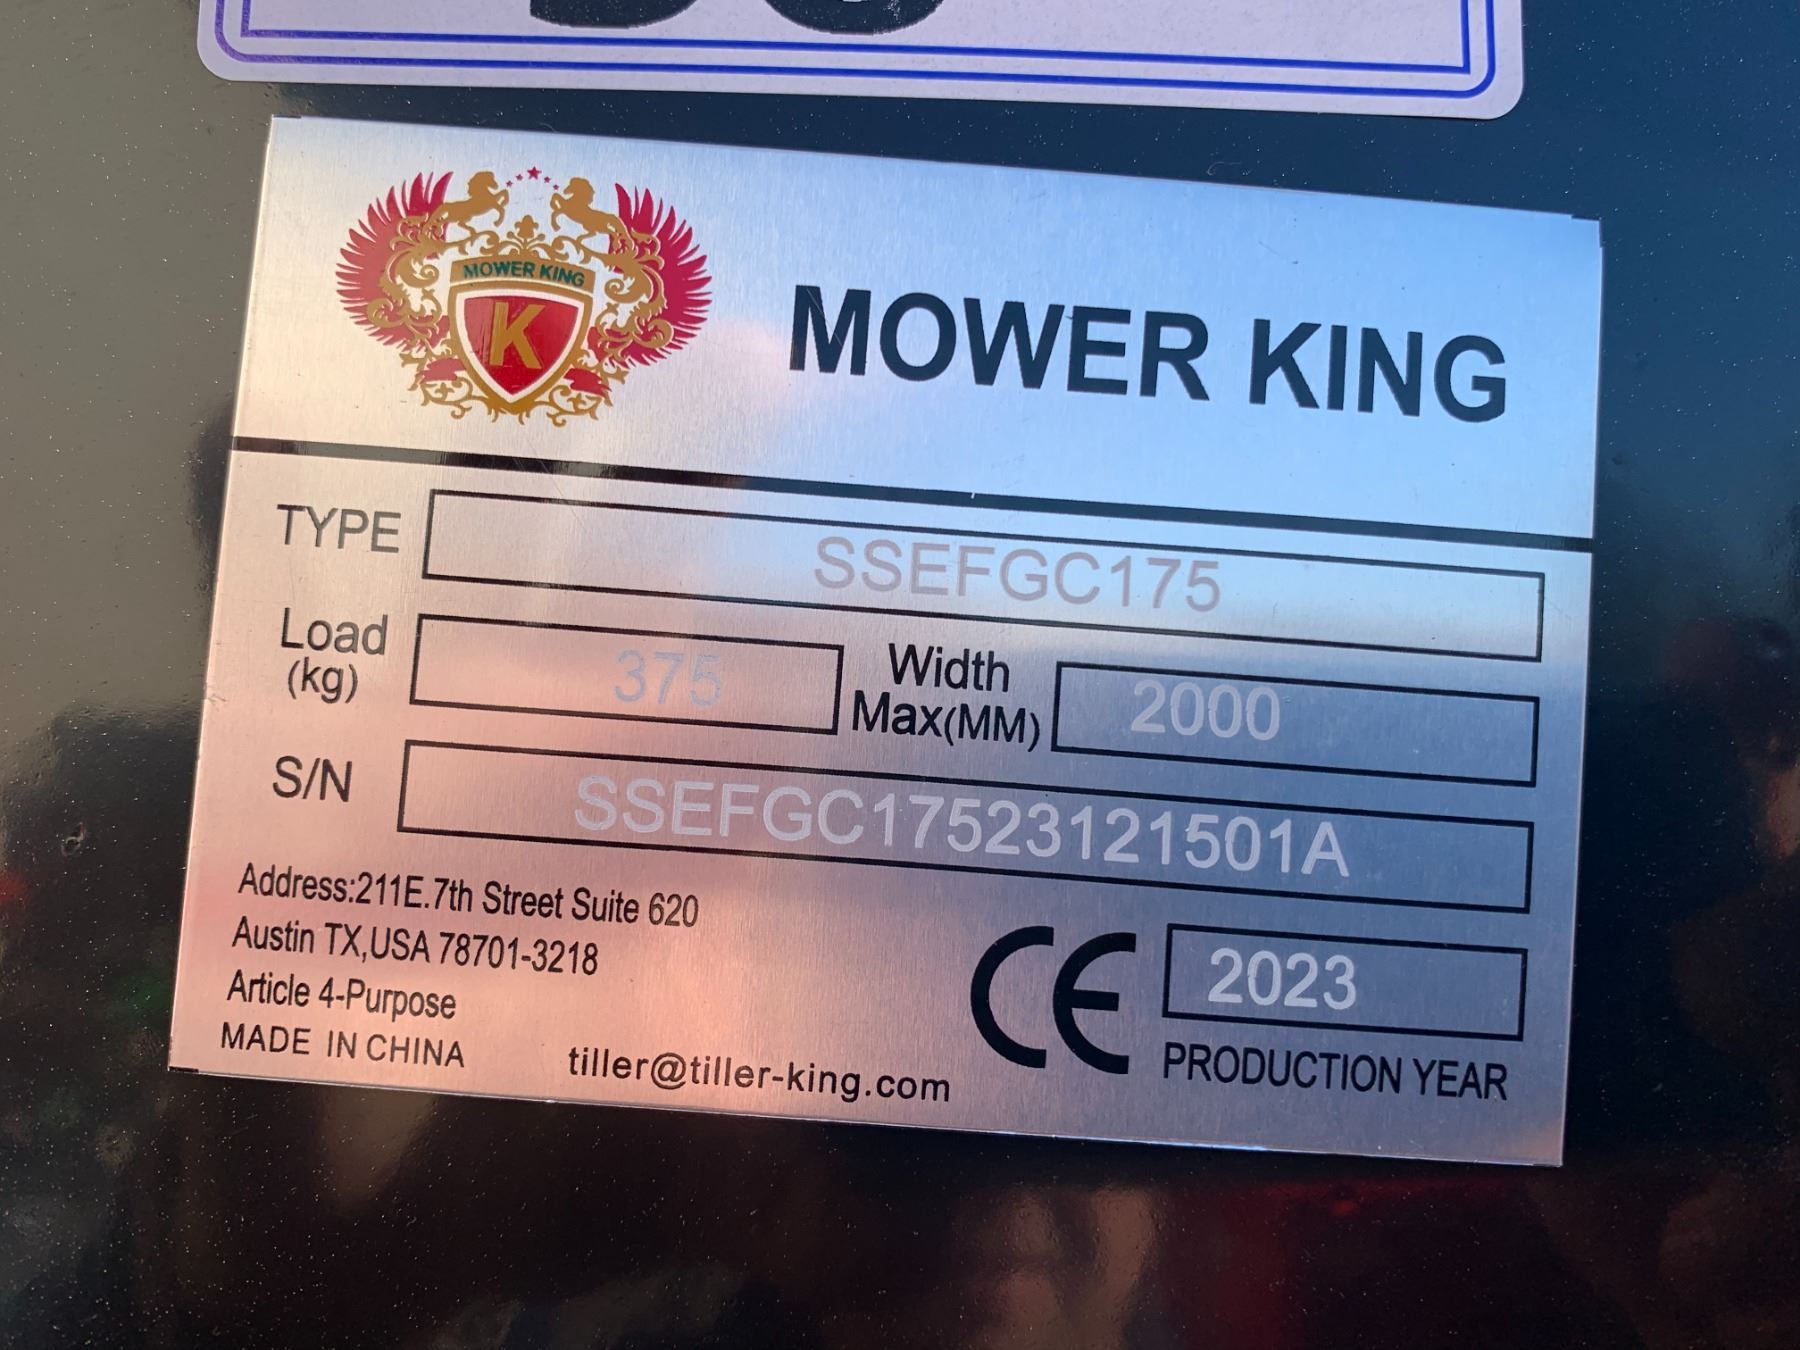 MOWER KING
K
MOWER KING
TYPE SSEFGC175
Load (kg) 375 Width Max(MM) 2000
S/N SSEFGC17523121501A
Address:211E.7th Street Suite 620
Austin TX,USA 78701-3218
Article 4-Purpose
MADE IN CHINA
tiller@tiller-king.com
CE 2023
PRODUCTION YEAR